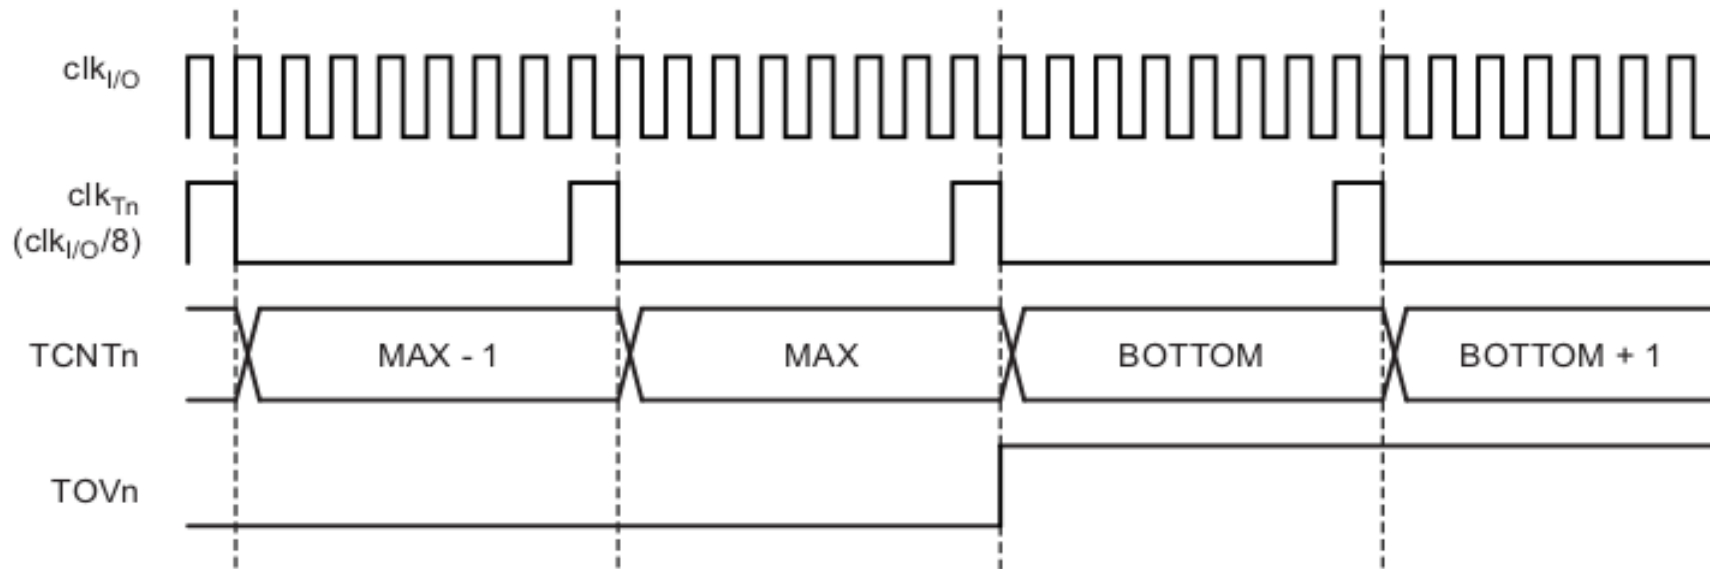 clkI/O
clkTn
(clkI/O/8)
TCNTn
MAX - 1
MAX
BOTTOM
BOTTOM + 1
TOVn